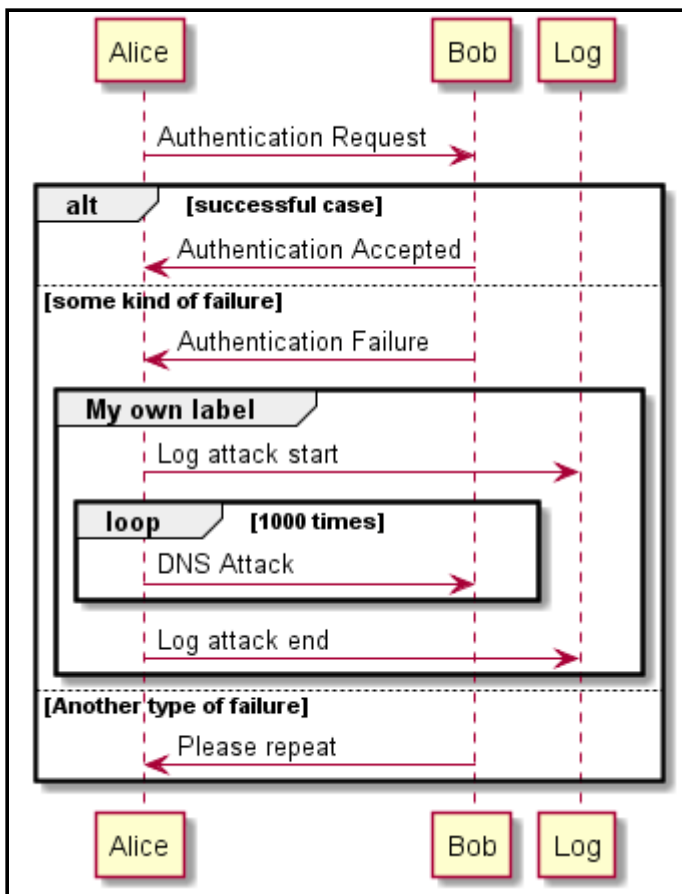 Alice Bob Log
Authentication Request
alt [successful case]
Authentication Accepted
[some kind of failure]
Authentication Failure
My own label
Log attack start
loop [1000 times]
DNS Attack
Log attack end
[Another type of failure]
Please repeat
Alice Bob Log